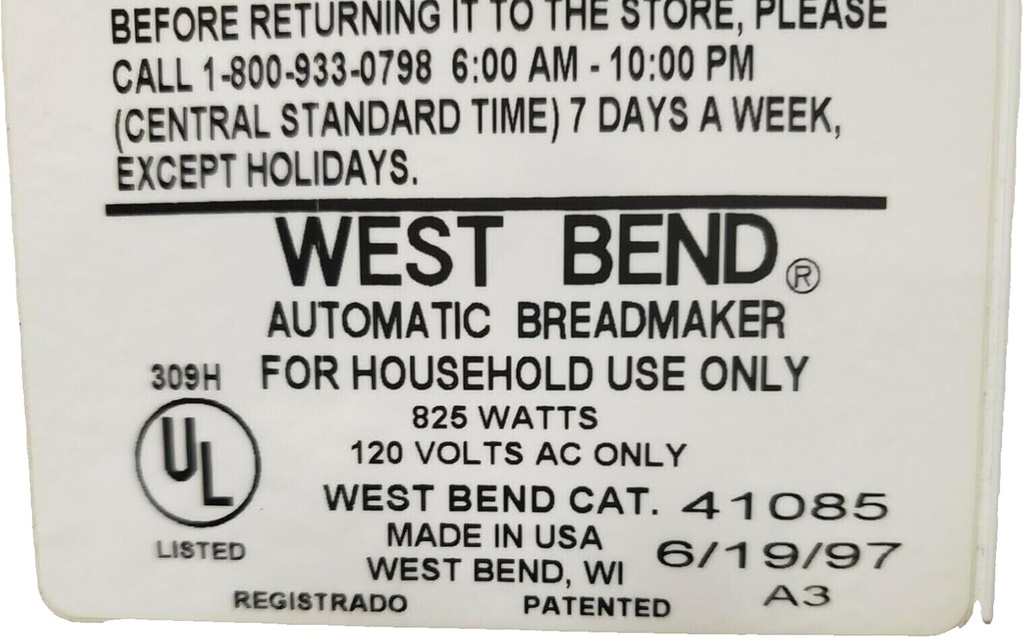 BEFORE RETURNING IT TO THE STORE, PLEASE
CALL 1-800-933-0798 6:00 AM - 10:00 PM
(CENTRAL STANDARD TIME) 7 DAYS A WEEK,
EXCEPT HOLIDAYS.
WEST BEND®
AUTOMATIC BREADMAKER
309H FOR HOUSEHOLD USE ONLY
UL
825 WATTS
120 VOLTS AC ONLY
WEST BEND CAT. 41085
LISTED
MADE IN USA
6/19/97
WEST BEND, WI
REGISTRADO PATENTED A3